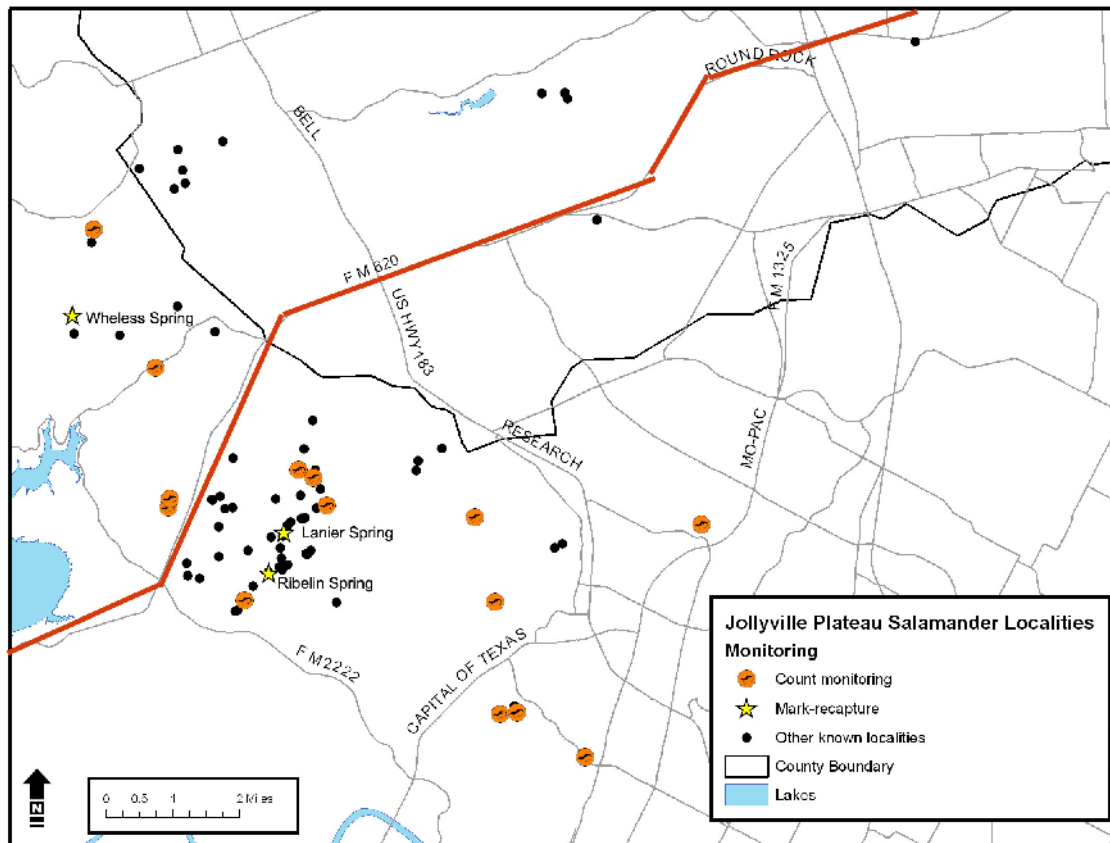 ROUND ROCK
BELL
F M 620
F M 1325
US HWY 183
Wheless Spring
RESEARCH
MO-PAC
Lanier Spring
Ribelin Spring
F M 2222
CAPITAL OF TEXAS
Jollyville Plateau Salamander Localities
Monitoring
Count monitoring
Mark-recapture
Other known localities
County Boundary
Lakes
N
0 0.5 1 2 Miles